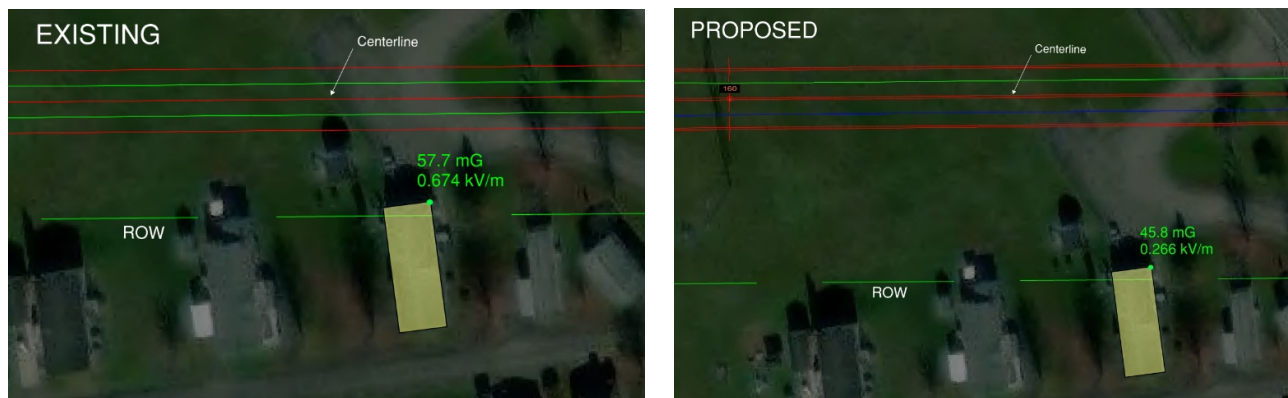 EXISTING
Centerline
57.7 mG
0.674 kV/m
ROW
PROPOSED
Centerline
160
45.8 mG
0.266 kV/m
ROW